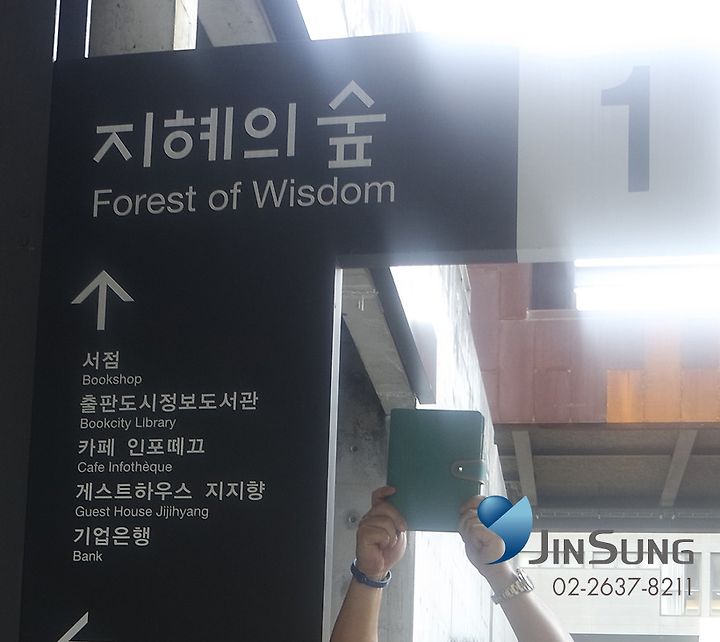 지혜의 숲
Forest of Wisdom
1
서점
Bookshop
출판도시정보도서관
Bookcity Library
카페 인포떼끄
Cafe Infothèque
게스트하우스 지지향
Guest House Jijihyang
기업은행
Bank
JINSUNG
02-2637-8211